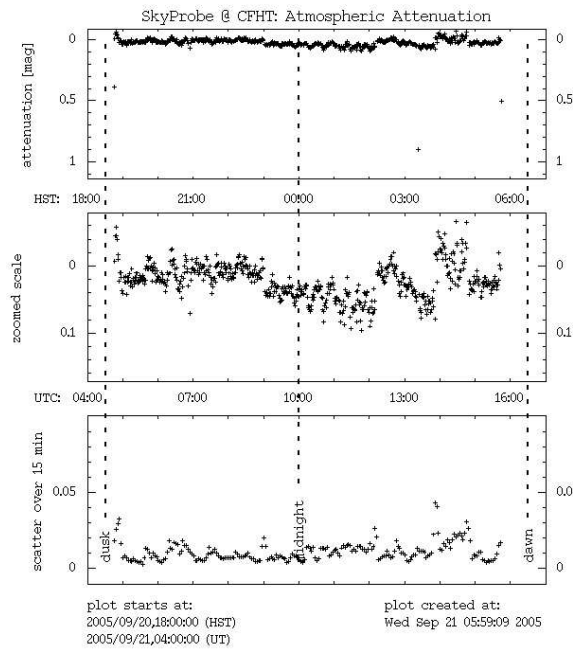 SkyProbe @ CFHT: Atmospheric Attenuation
attenuation [mag]
0 0
0.5 0.5
1 1
HST: 18:00 21:00 00:00 03:00 06:00
zoomed scale
0 0
0.1 0.1
UTC: 04:00 07:00 10:00 13:00 16:00
scatter over 15 min
0.05 0.0
0 0
dusk
idnight
dawn
plot starts at:
2005/09/20,18:00:00 (HST)
2005/09/21,04:00:00 (UT)
plot created at:
Wed Sep 21 05:59:09 2005